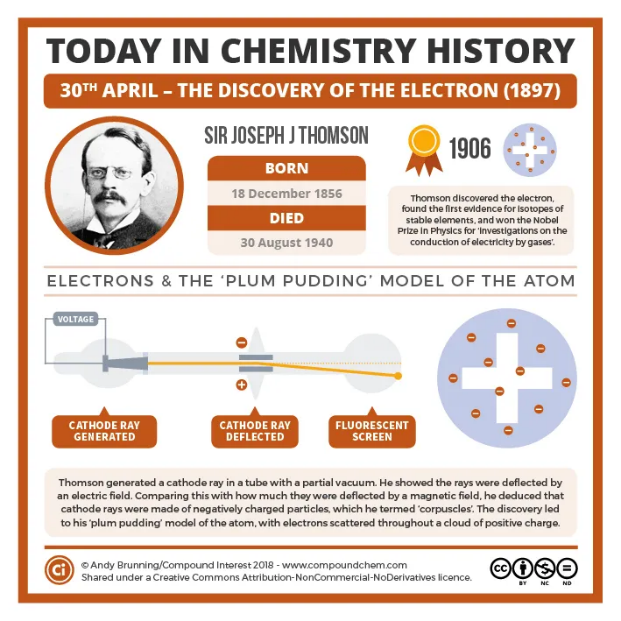 TODAY IN CHEMISTRY HISTORY
30TH APRIL – THE DISCOVERY OF THE ELECTRON (1897)
SIR JOSEPH J THOMSON
BORN
18 December 1856
DIED
30 August 1940
1906
Thomson discovered the electron,
found the first evidence for isotopes of
stable elements, and won the Nobel
Prize in Physics for 'Investigations on the
conduction of electricity by gases'.
ELECTRONS & THE 'PLUM PUDDING' MODEL OF THE ATOM
VOLTAGE
CATHODE RAY
GENERATED
CATHODE RAY
DEFLECTED
FLUORESCENT
SCREEN
Thomson generated a cathode ray in a tube with a partial vacuum. He showed the rays were deflected by
an electric field. Comparing this with how much they were deflected by a magnetic field, he deduced that
cathode rays were made of negatively charged particles, which he termed 'corpuscles'. The discovery led
to his 'plum pudding' model of the atom, with electrons scattered throughout a cloud of positive charge.
Ci
© Andy Brunning/Compound Interest 2018 - www.compoundchem.com
Shared under a Creative Commons Attribution-NonCommercial-NoDerivatives licence.
CC
BY NC ND